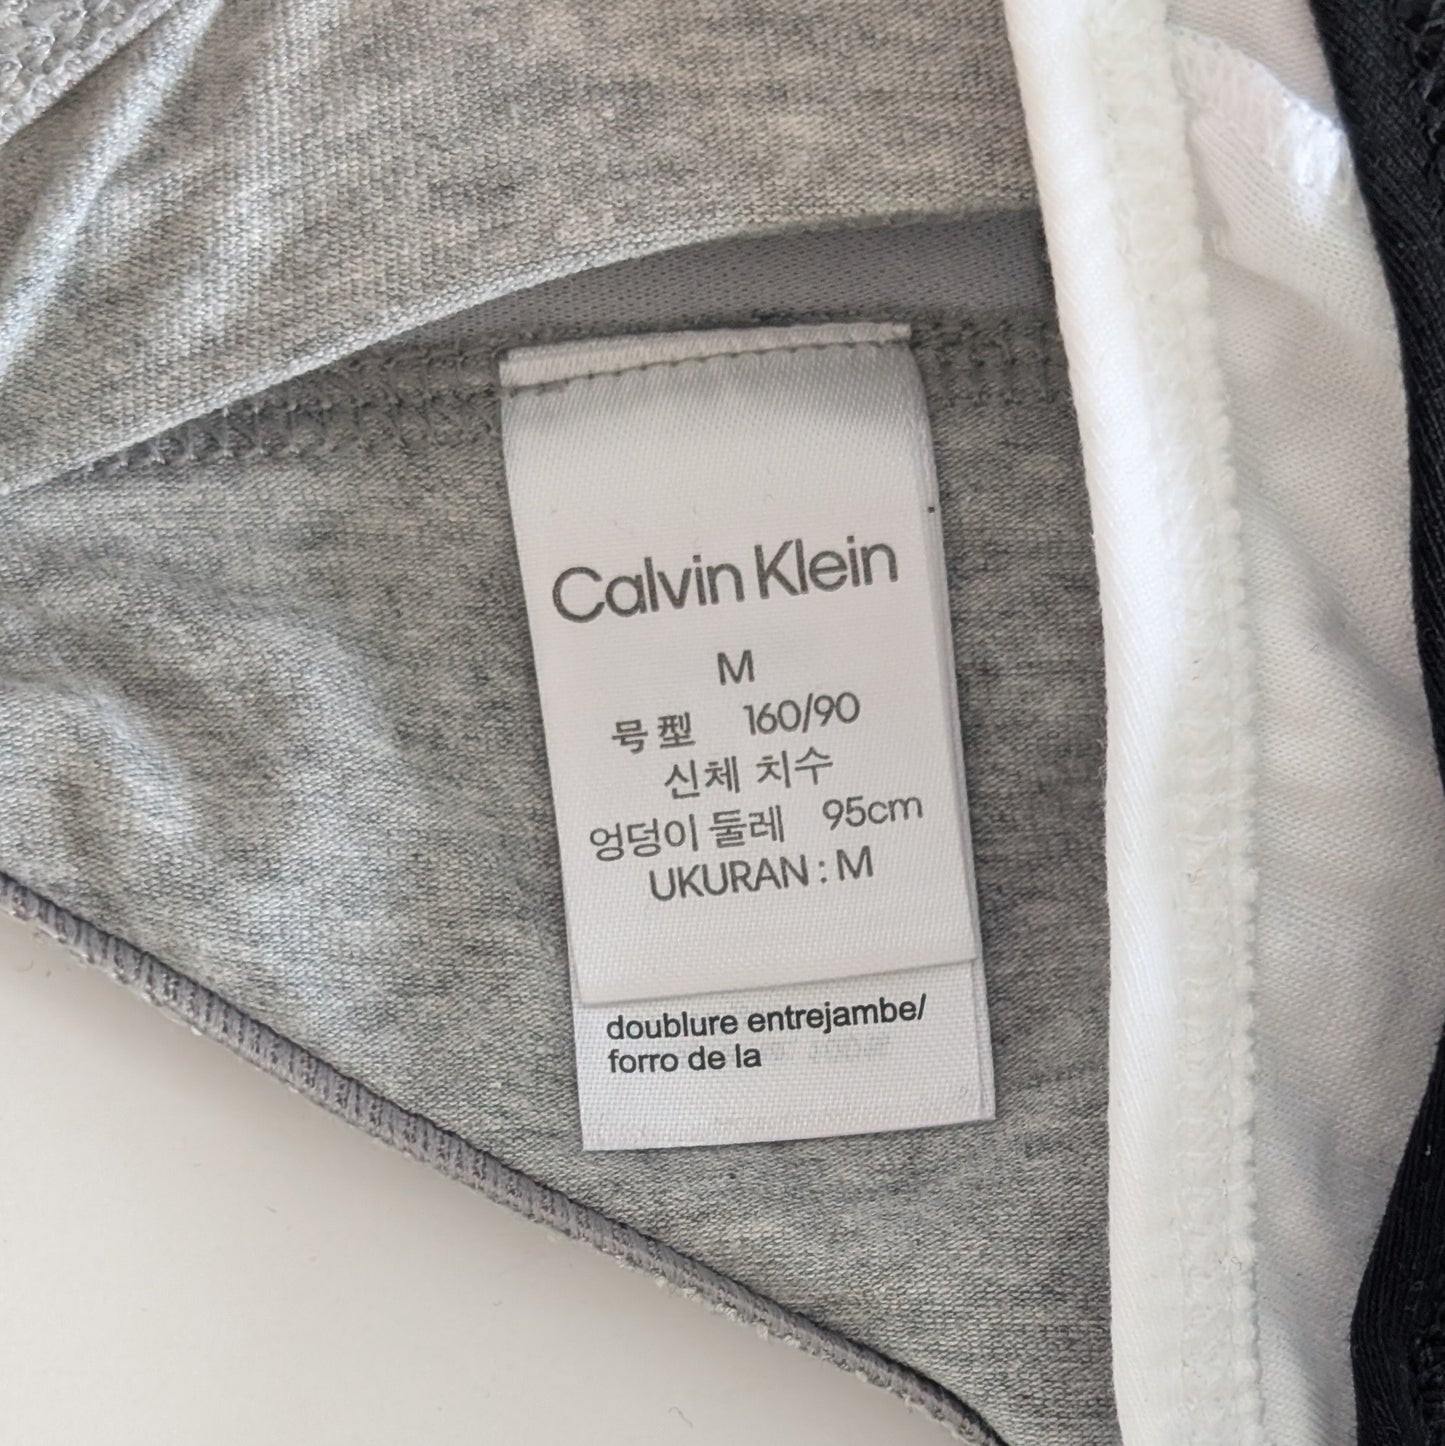 Calvin Klein
M
号型 160/90
신체 치수
엉덩이 둘레 95cm
UKURAN : M
doublure entrejambe/
forro de la